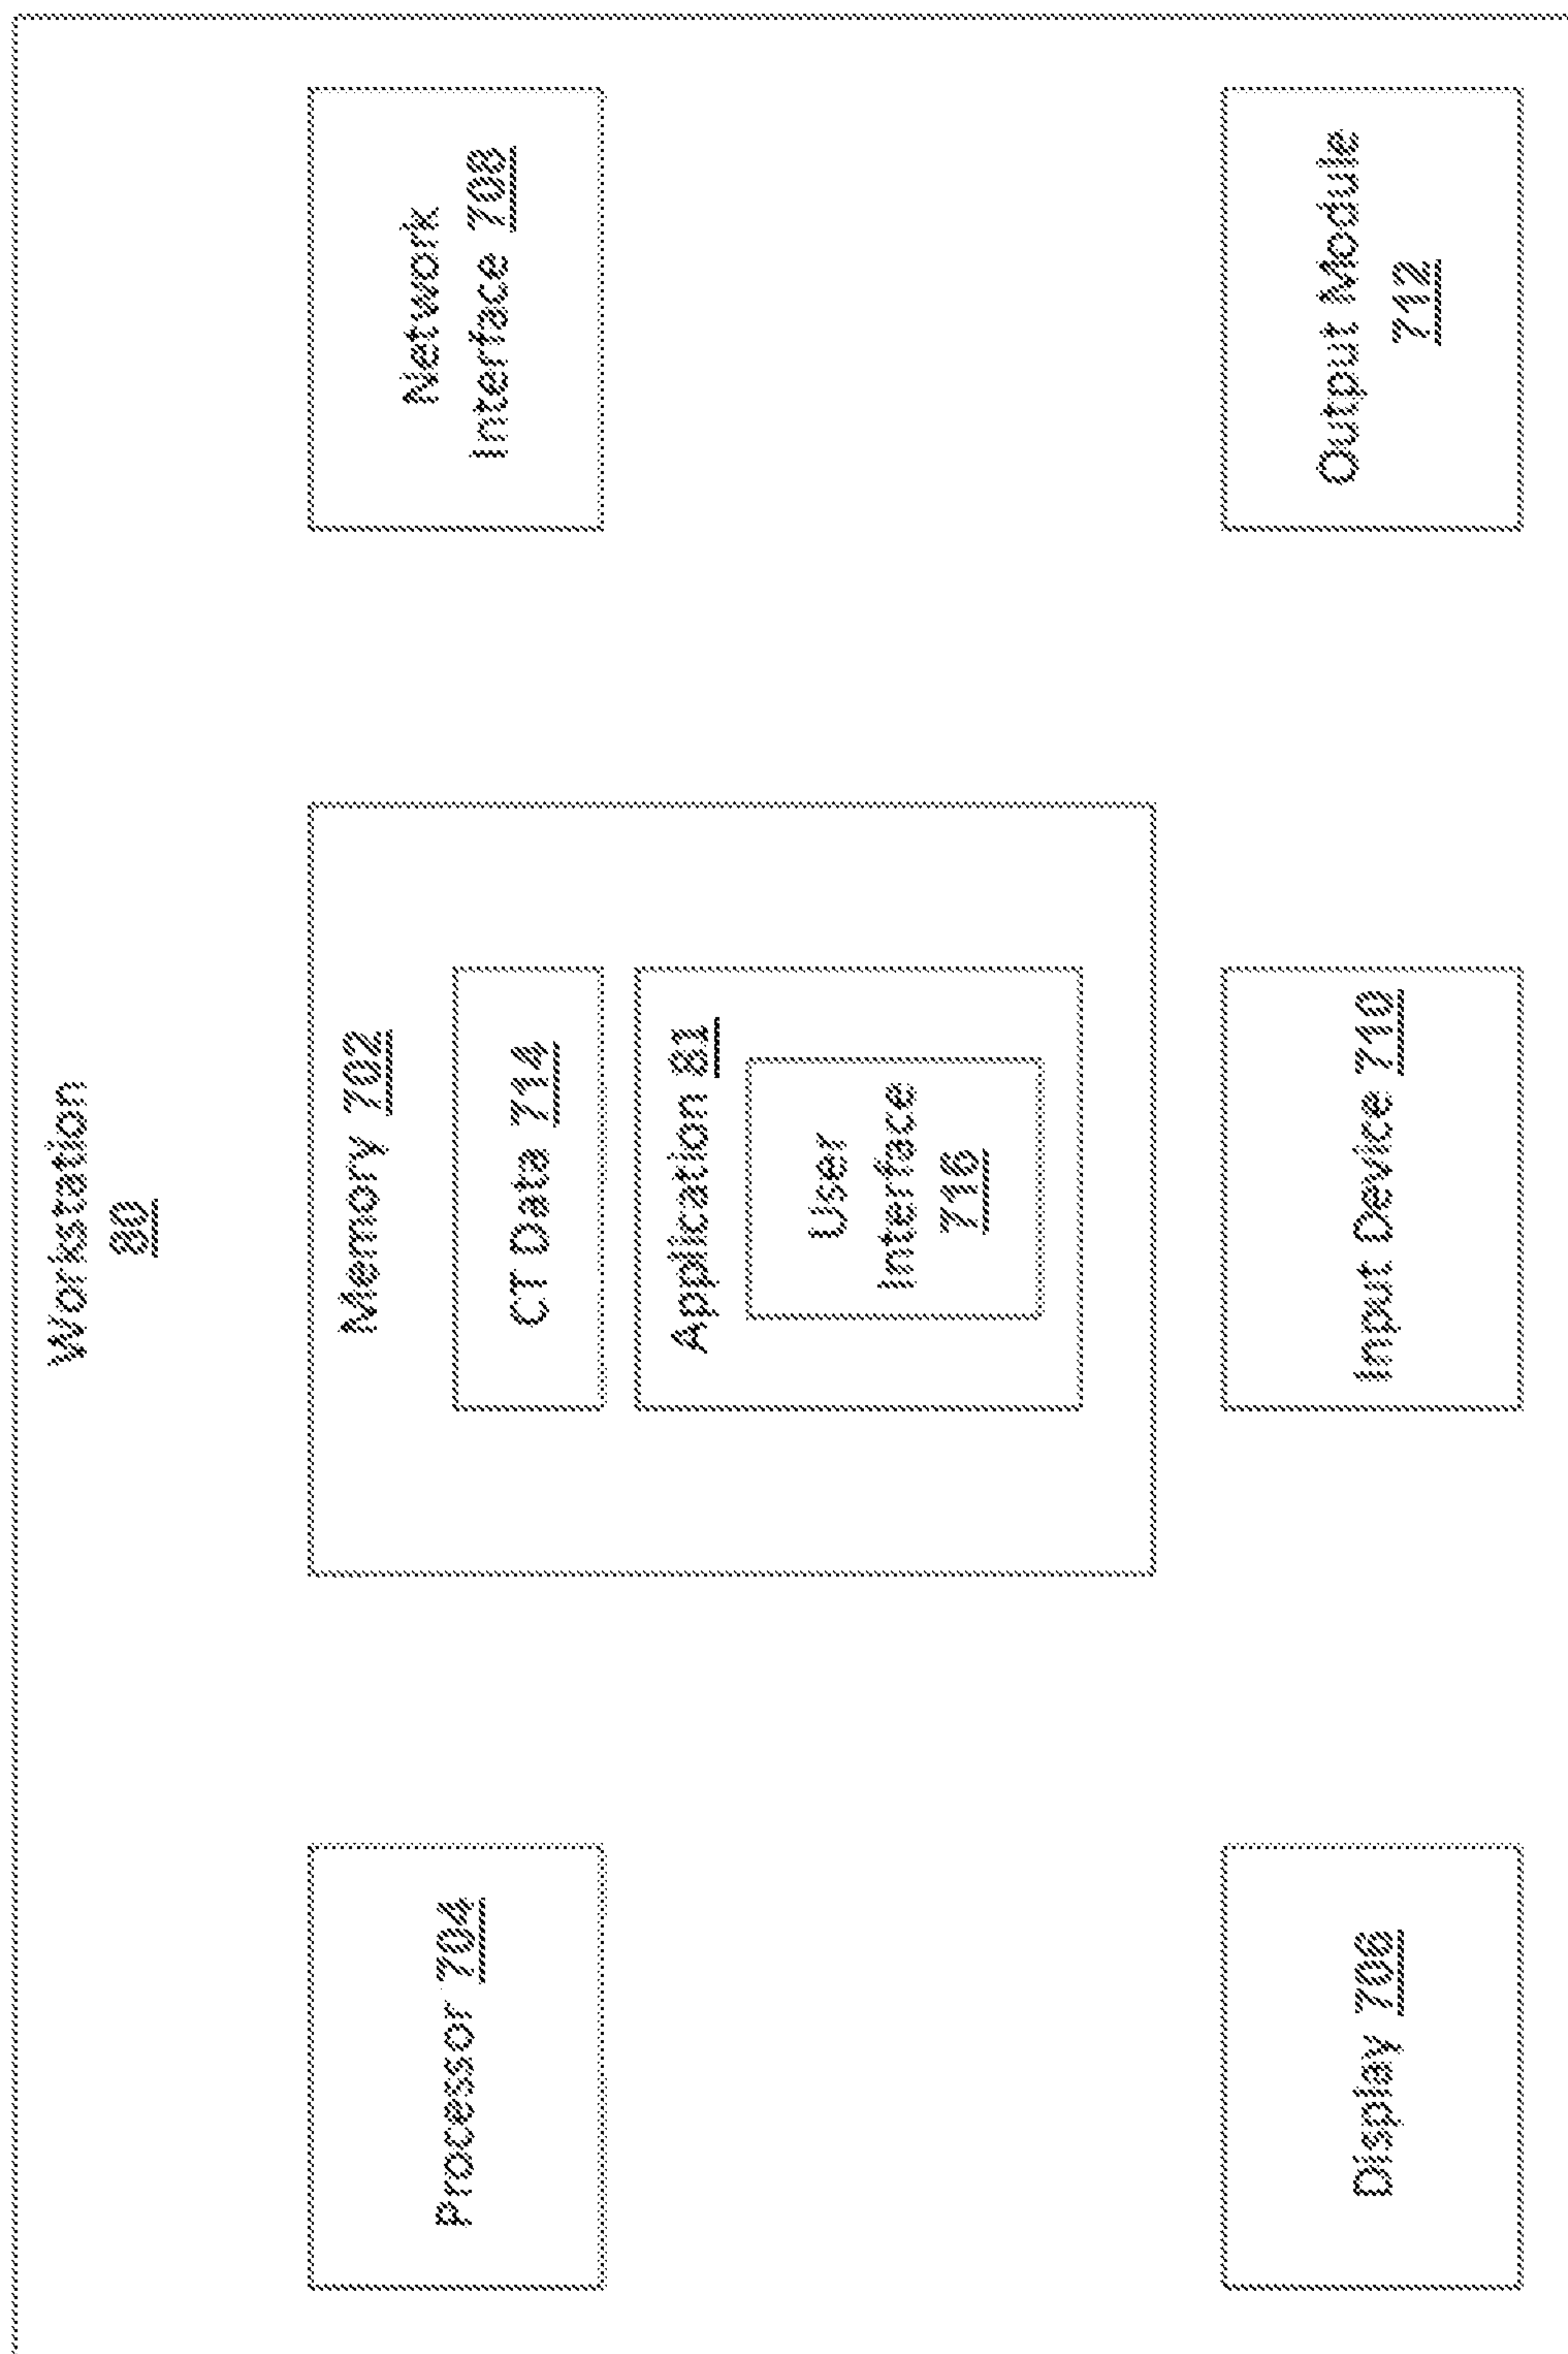 Workstation
80
Processor 704
Memory 702
CT Data 714
Application 81
User
Interface
716
Network
Interface 708
Display 706
Input Device 710
Output Module
712